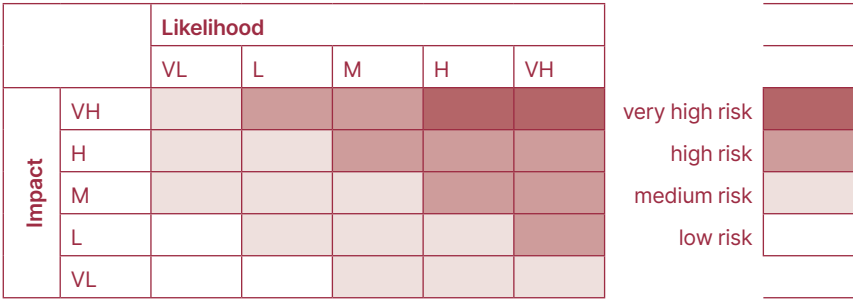 Likelihood
VL L M H VH
VH very high risk
H high risk
Impact
M medium risk
L low risk
VL